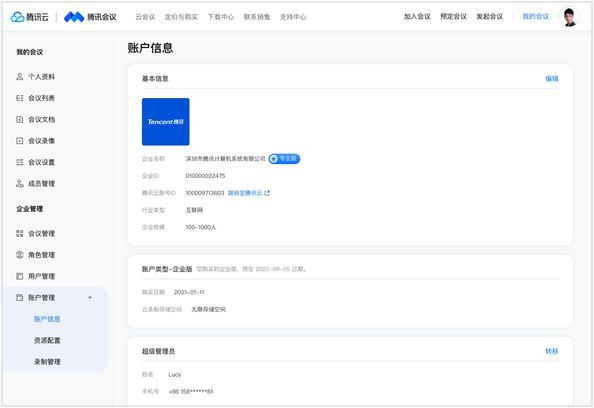 腾讯云 腾讯会议 云会议 定价与购买 下载中心 联系销售 支持中心 加入会议 预定会议 发起会议 我的会议
我的会议
个人资料
会议列表
会议文档
会议录像
会议设置
成员管理
企业管理
会议管理
角色管理
用户管理
账户管理
账户信息
资源配置
录制管理
账户信息
基本信息 编辑
Tencent 腾讯
企业名称 深圳市腾讯计算机系统有限公司 专业版
企业ID 010000022475
腾讯云账号ID 100009713603 跳转至腾讯云
行业类型 互联网
企业规模 100-1000人
账户类型-企业版 您购买的企业版，将在 2022-09-05 过期。
购买日期 2021-01-11
云录制存储空间 无限存储空间
超级管理员 转移
姓名 Lucy
手机号 +86 158******81